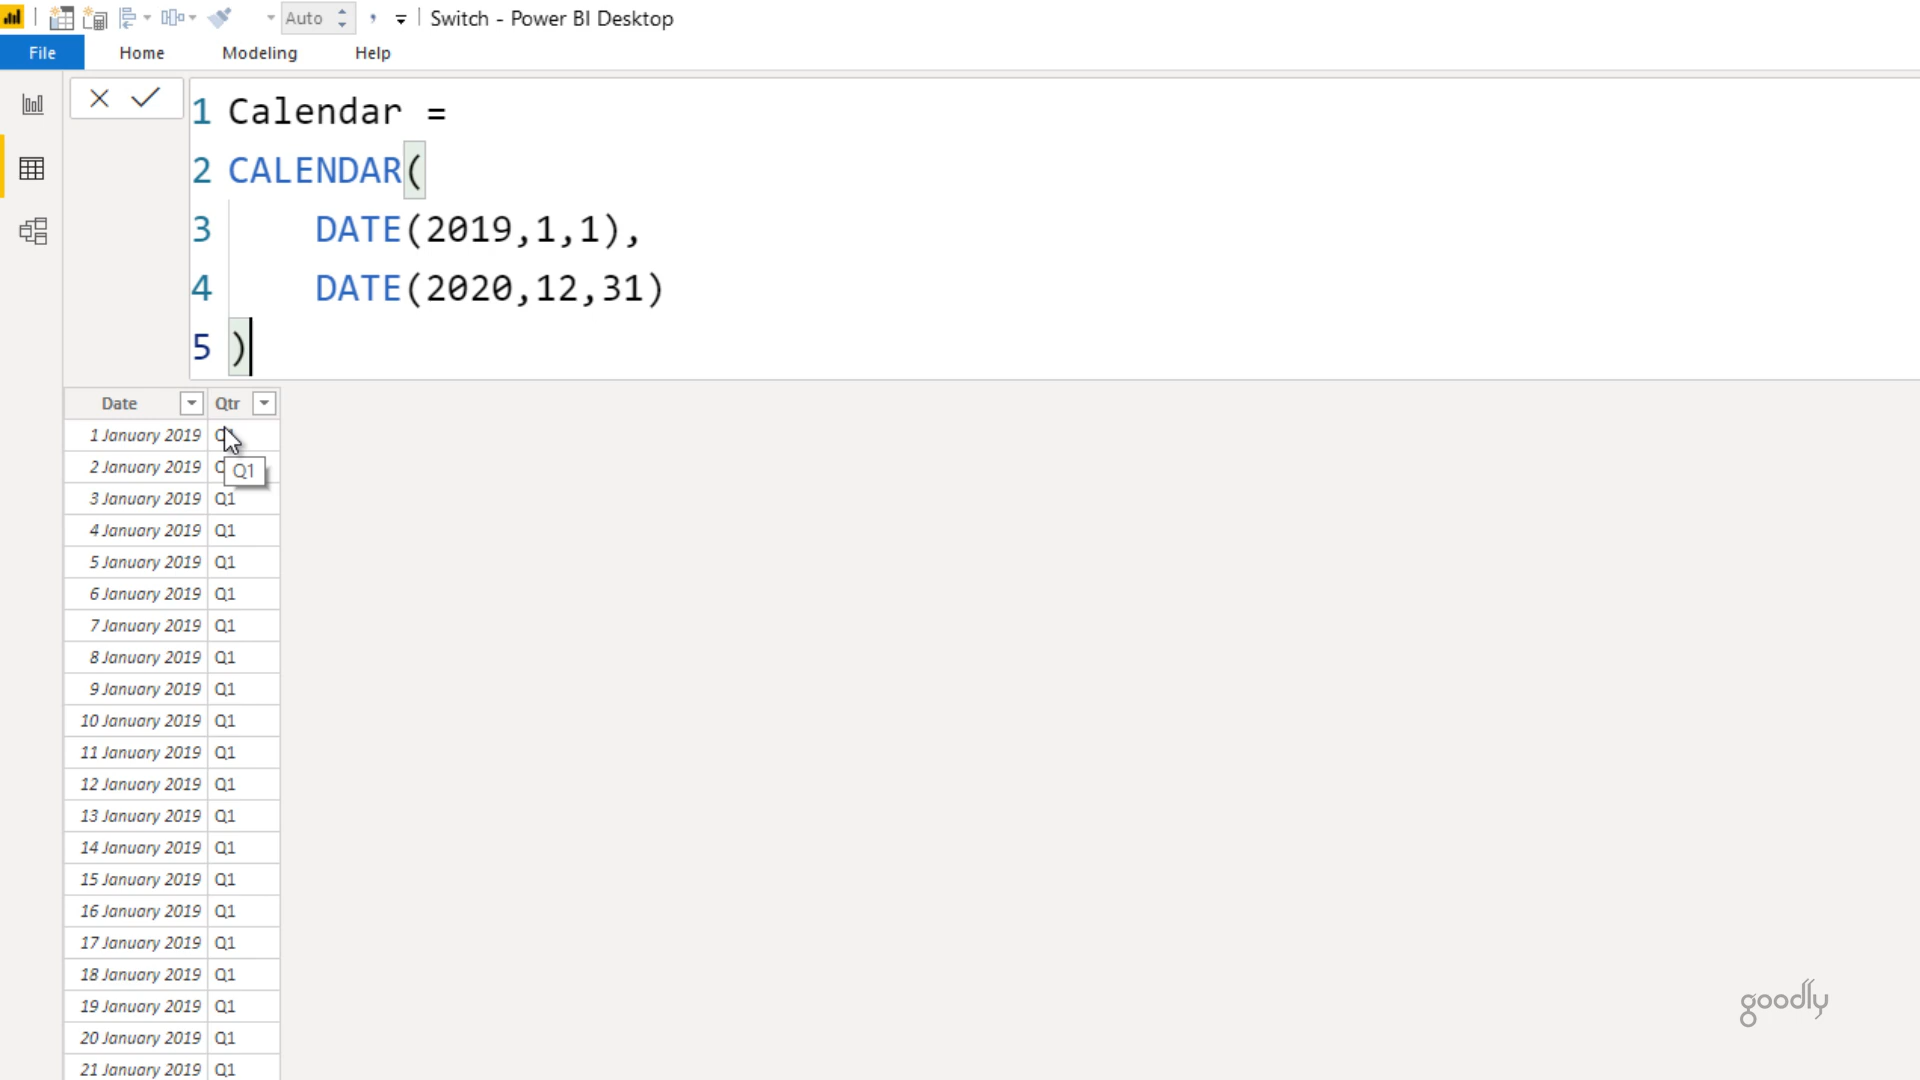 Auto
Switch - Power BI Desktop
File Home Modeling Help
1 Calendar =
2 CALENDAR(
3 DATE(2019,1,1),
4 DATE(2020,12,31)
5 )
Date Qtr
1 January 2019
2 January 2019
Q1
3 January 2019 Q1
4 January 2019 Q1
5 January 2019 Q1
6 January 2019 Q1
7 January 2019 Q1
8 January 2019 Q1
9 January 2019 Q1
10 January 2019 Q1
11 January 2019 Q1
12 January 2019 Q1
13 January 2019 Q1
14 January 2019 Q1
15 January 2019 Q1
16 January 2019 Q1
17 January 2019 Q1
18 January 2019 Q1
19 January 2019 Q1
20 January 2019 Q1
21 January 2019 Q1
goodly